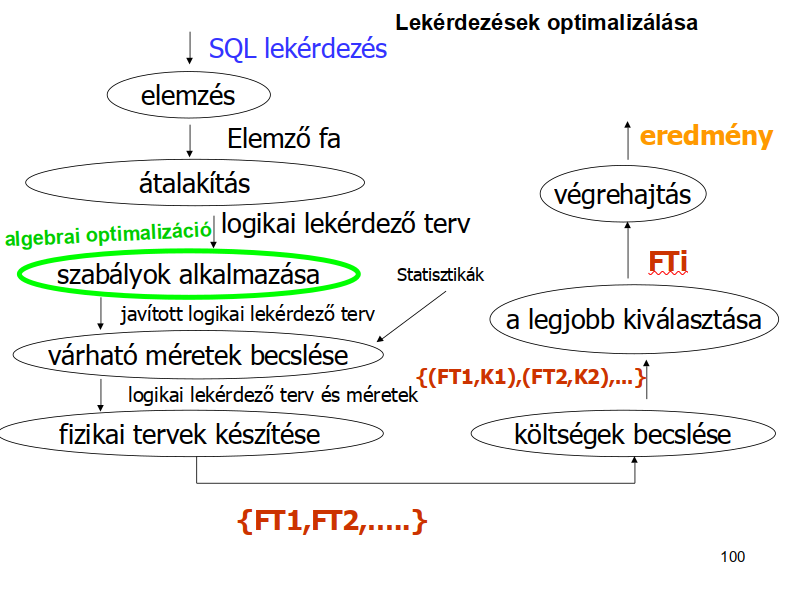 Lekérdezések optimalizálása
SQL lekérdezés
elemzés
Elemző fa
átalakítás
algebrai optimalizáció
logikai lekérdező terv
szabályok alkalmazása
Statisztikák
javított logikai lekérdező terv
várható méretek becslése
logikai lekérdező terv és méretek
fizikai tervek készítése
{FT1,FT2,…..}
költségek becslése
{(FT1,K1),(FT2,K2),...}
a legjobb kiválasztása
FTi
végrehajtás
eredmény
100